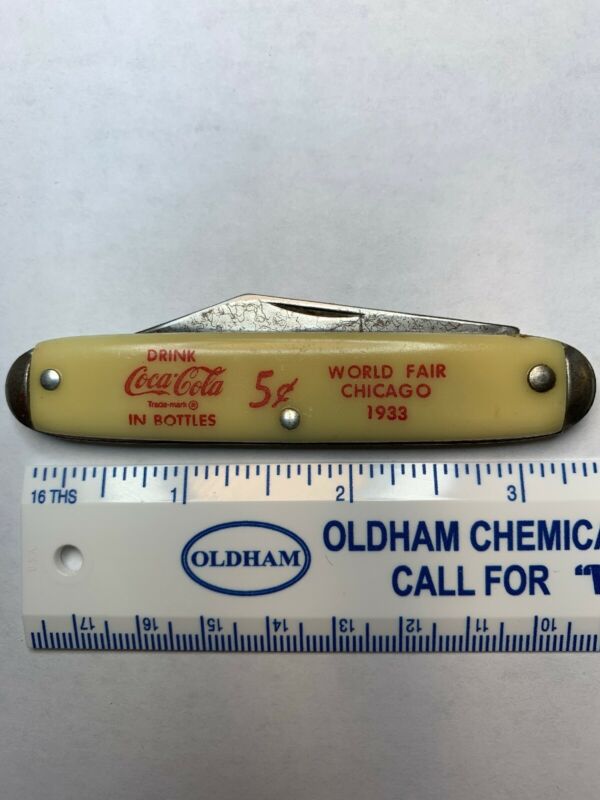 DRINK
Coca-Cola
Trade-mark ®
IN BOTTLES
5¢
WORLD FAIR
CHICAGO
1933
16 THS
1 2 3
OLDHAM
OLDHAM CHEMICA
CALL FOR "
17 16 15 14 13 12 11 10